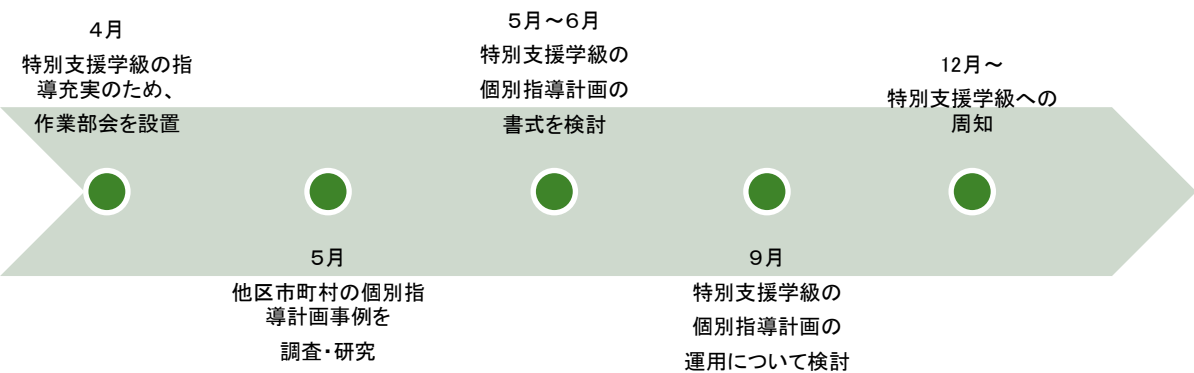 4月
特別支援学級の指
導充実のため、
作業部会を設置
5月
他区市町村の個別指
導計画事例を
調査・研究
5月～6月
特別支援学級の
個別指導計画の
書式を検討
9月
特別支援学級の
個別指導計画の
運用について検討
12月～
特別支援学級への
周知